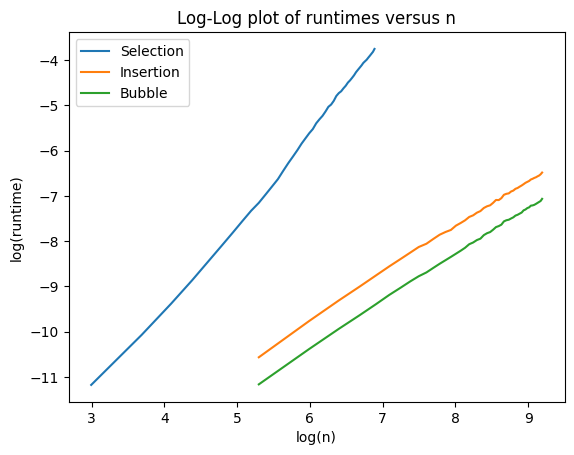 Log-Log plot of runtimes versus n
Selection
Insertion
Bubble
log(runtime)
−4
−5
−6
−7
−8
−9
−10
−11
3 4 5 6 7 8 9
log(n)